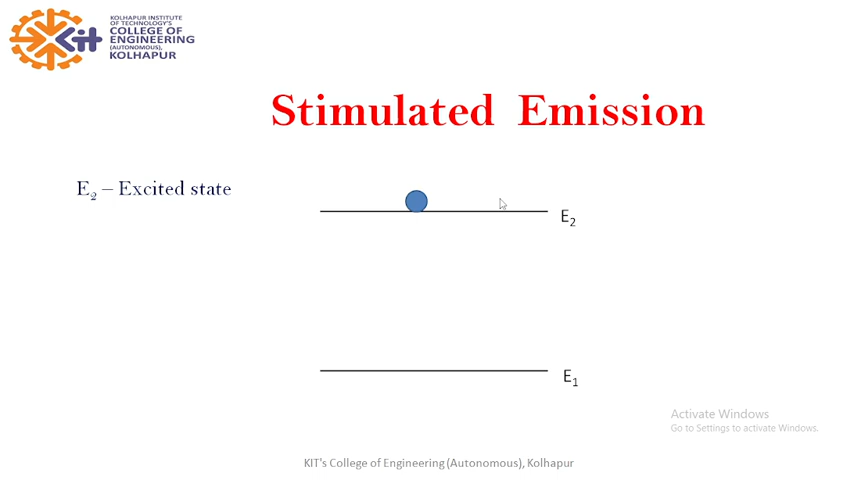 KOLHAPUR INSTITUTE
OF TECHNOLOGY'S
COLLEGE OF
ENGINEERING
(AUTONOMOUS),
KOLHAPUR
Kit
Stimulated Emission
E2 – Excited state
E2
E1
Activate Windows
Go to Settings to activate Windows.
KIT's College of Engineering (Autonomous), Kolhapur